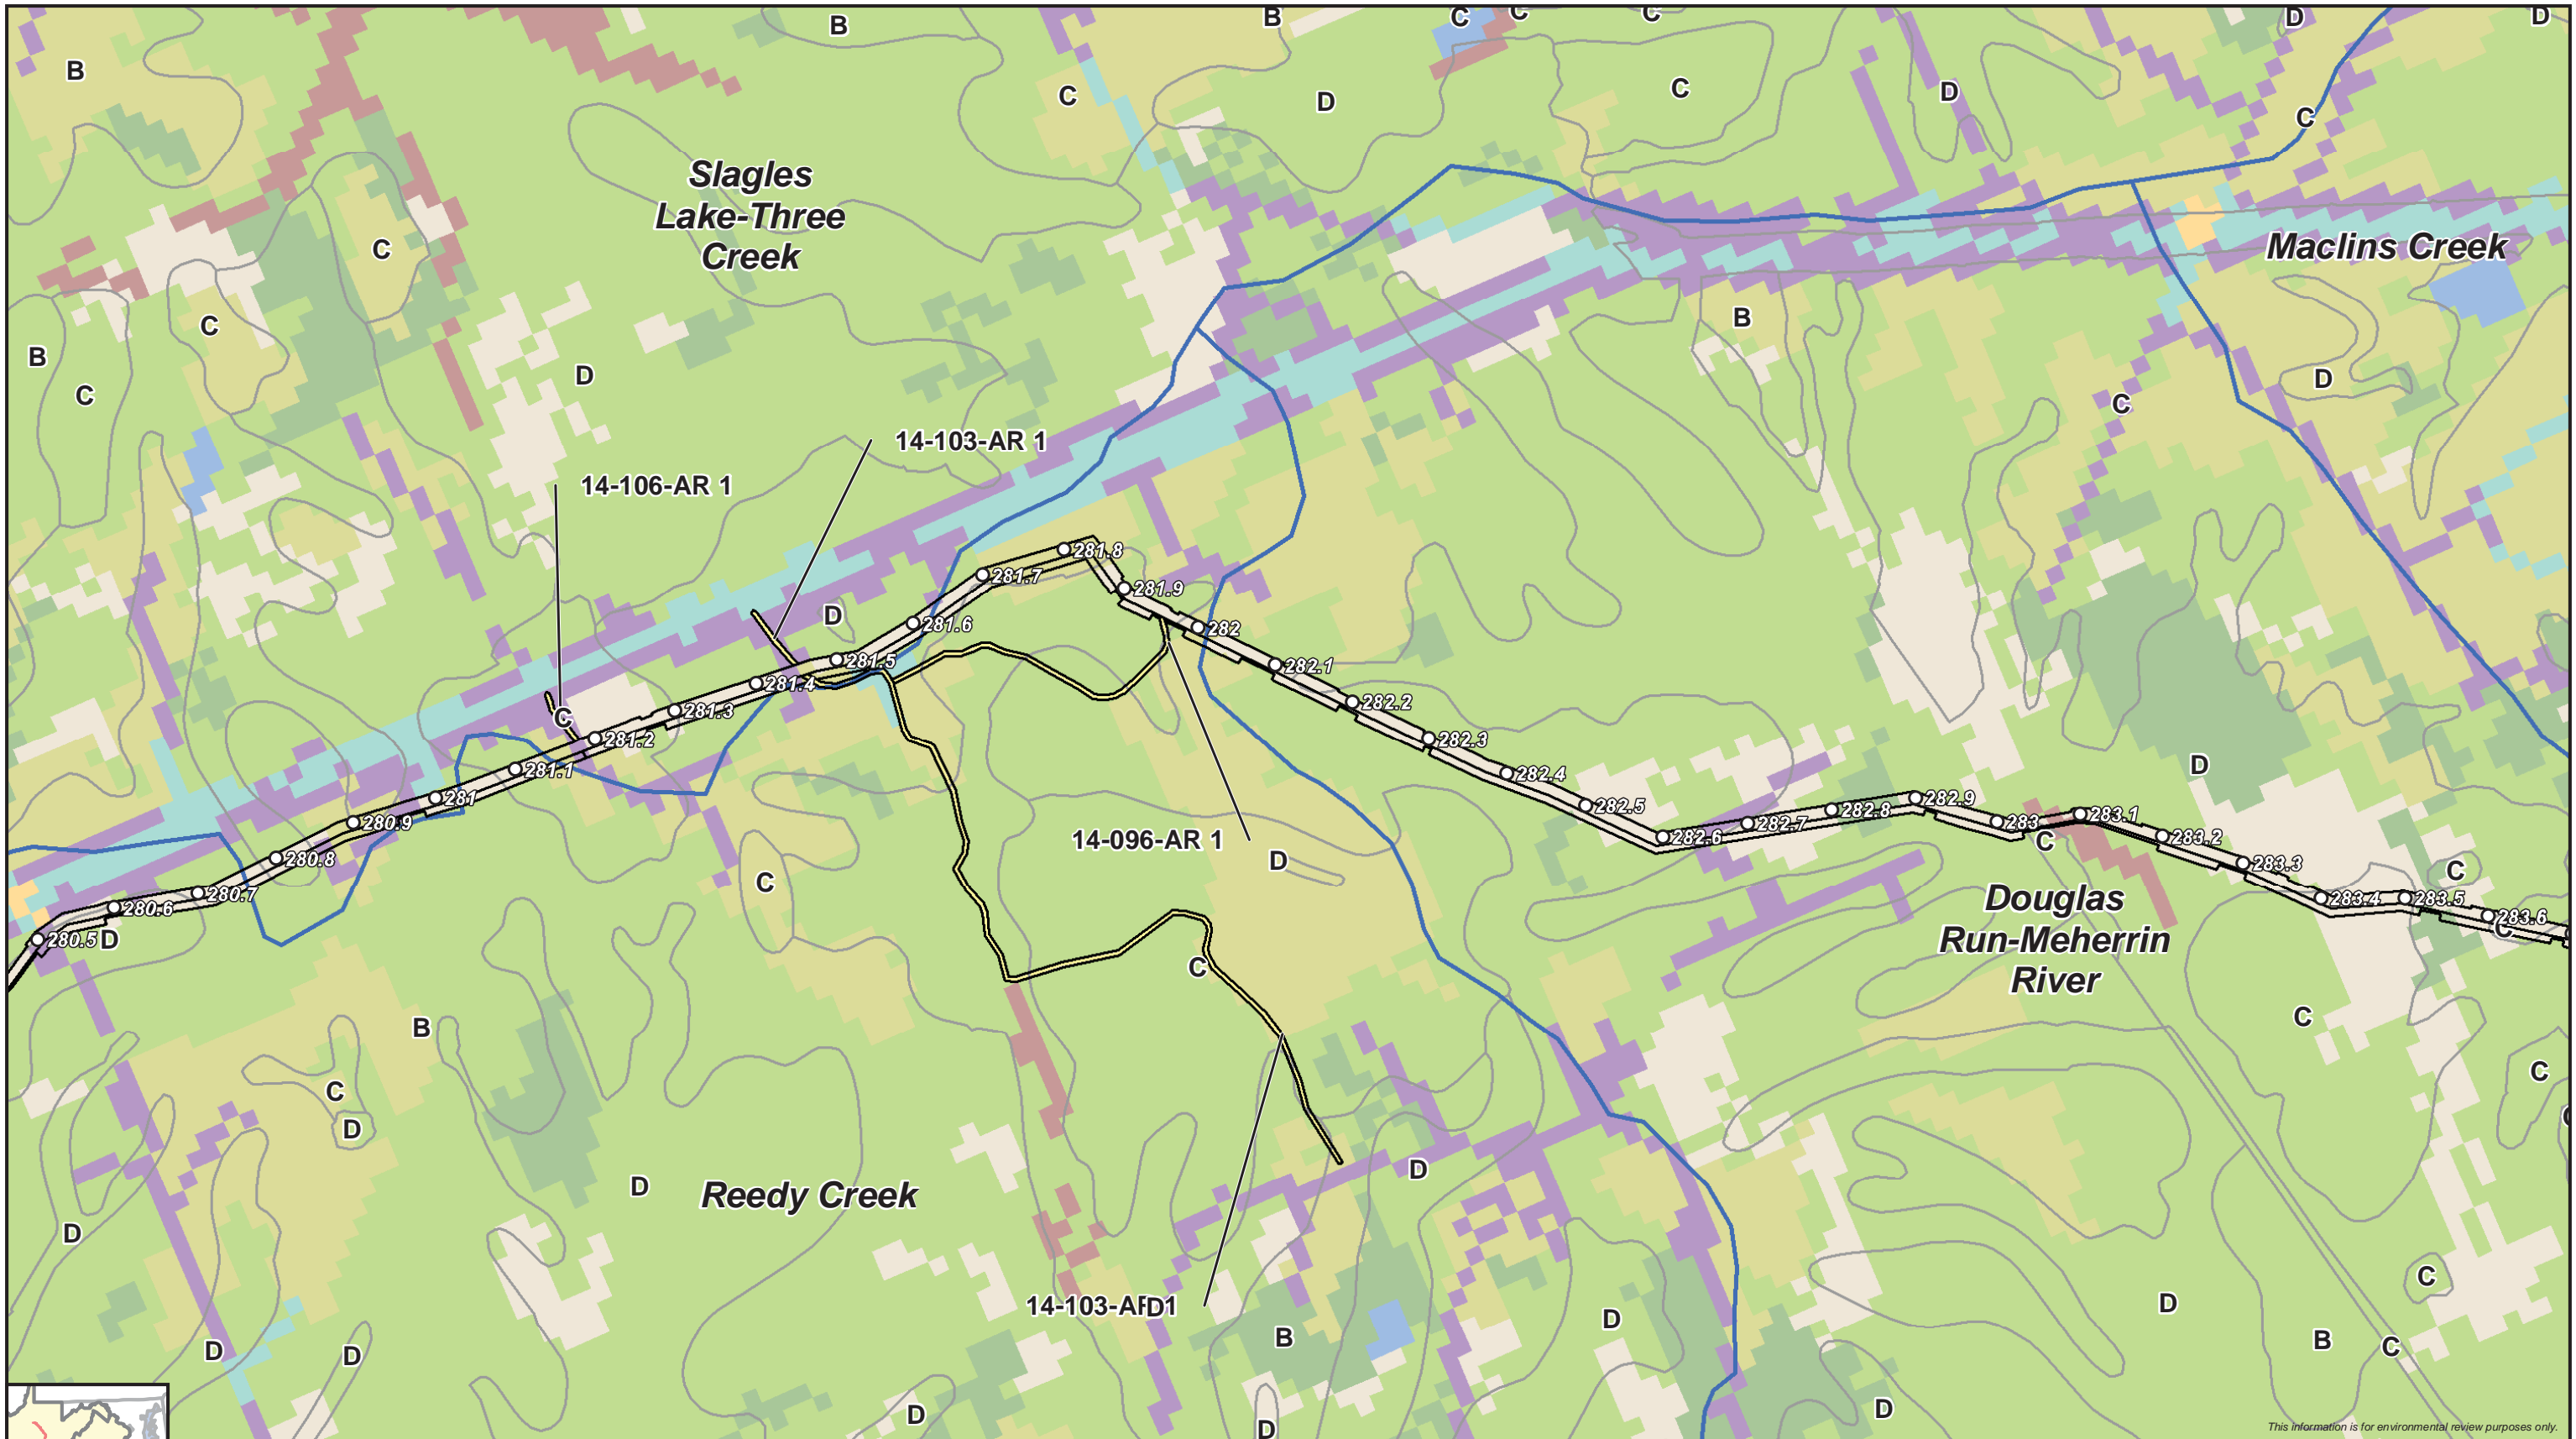 B
B
C
C
C
D
D
B
C
D
C
D
C
Slagles
Lake-Three
Creek
Maclins Creek
C
C
B
B
C
D
D
C
14-103-AR 1
14-106-AR 1
D
C
281.8
281.7
281.9
281.6
282
281.5
282.1
281.4
282.2
281.3
282.3
281.2
282.4
281.1
282.5
281
282.6
280.9
282.7
282.8
282.9
283
283.1
283.2
283.3
283.4
283.5
283.6
280.8
280.7
280.6
280.5
D
D
C
C
C
14-096-AR 1
D
C
C
Douglas
Run-Meherrin
River
C
B
C
C
D
C
D
D
Reedy Creek
D
D
C
14-103-AR 1
D
D
D
B
B
C
D
D
D
D
D
This information is for environmental review purposes only.